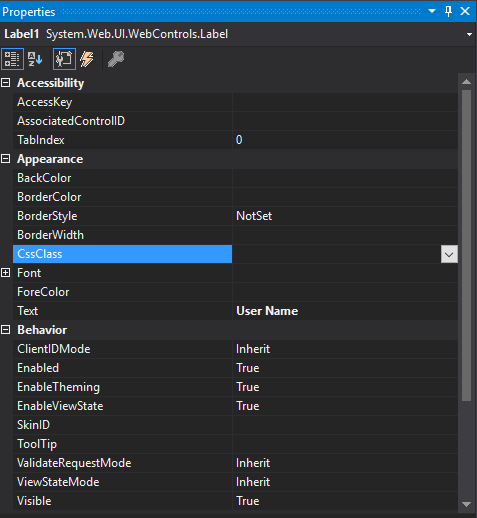 Properties
Label1 System.Web.UI.WebControls.Label
Accessibility
AccessKey
AssociatedControlID
TabIndex 0
Appearance
BackColor
BorderColor
BorderStyle NotSet
BorderWidth
CssClass
Font
ForeColor
Text User Name
Behavior
ClientIDMode Inherit
Enabled True
EnableTheming True
EnableViewState True
SkinID
ToolTip
ValidateRequestMode Inherit
ViewStateMode Inherit
Visible True